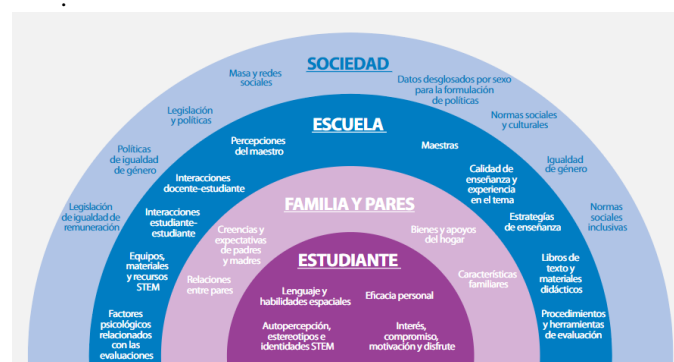 SOCIEDAD
Masa y redes
sociales
Datos desglosados por sexo
para la formulación
de políticas
Legislación
y políticas
Normas sociales
y culturales
Políticas
de igualdad
de género
Igualdad
de género
Legislación
de igualdad de
remuneración
Normas
sociales
inclusivas
ESCUELA
Percepciones
del maestro
Maestras
Interacciones
docente-estudiante
Calidad de
enseñanza y
experiencia
en el tema
Interacciones
estudiante-
estudiante
Estrategías
de enseñanza
Equipos,
materiales
y recursos
STEM
Libros de
texto y
materiales
didácticos
Factores
psicológicos
relacionados
con las
evaluaciones
Procedimientos
y herramientas
de evaluación
FAMILIA Y PARES
Creencias y
expectativas
de padres
y madres
Bienes y apoyos
del hogar
Relaciones
entre pares
Características
familiares
ESTUDIANTE
Lenguaje y
habilidades espaciales
Eficacia personal
Autopercepción,
estereotipos e
identidades STEM
Interés,
compromiso,
motivación y disfrute